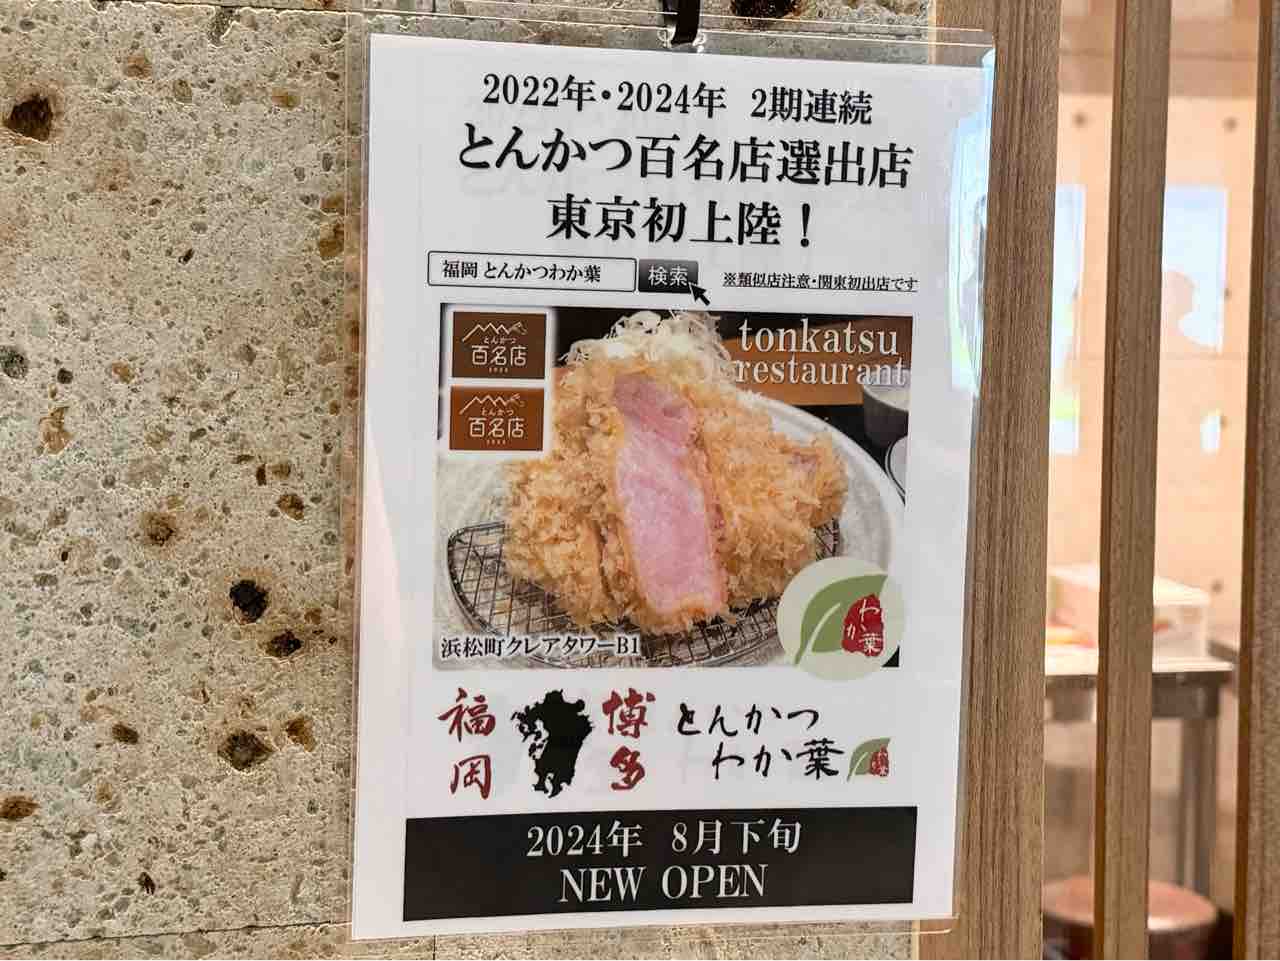 2022年・2024年 2期連続
とんかつ百名店選出店
東京初上陸！
福岡 とんかつわか葉
検索
※類似店注意・関東初出店です
とんかつ
百名店
とんかつ
百名店
tonkatsu
restaurant
わか葉
浜松町クレアタワーB1
福岡
博多
とんかつ
わか葉
2024年 8月下旬
NEW OPEN